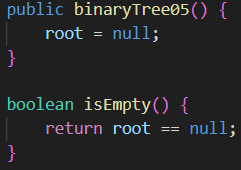 public binaryTree05() {
    root = null;
}

boolean isEmpty() {
    return root == null;
}